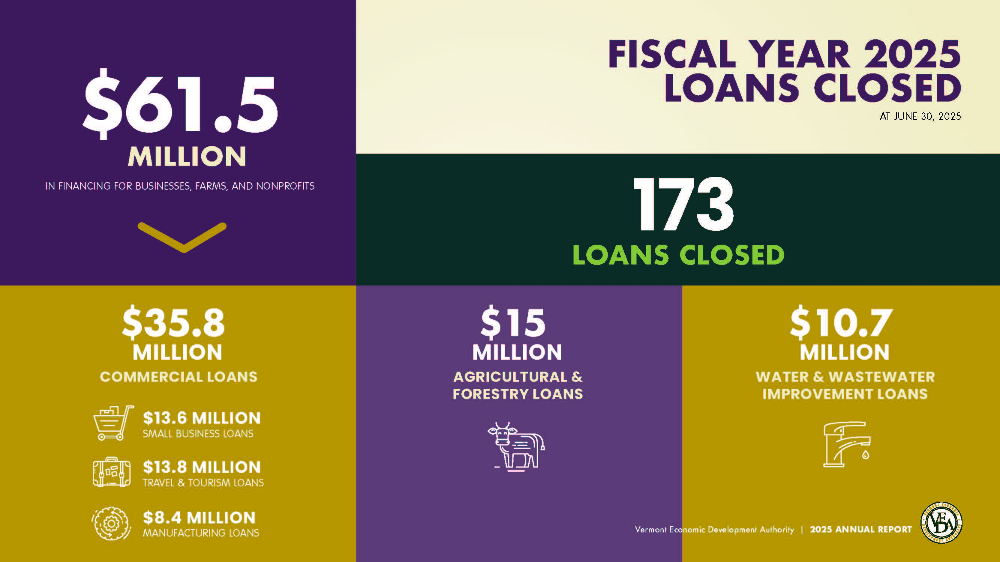 $61.5
MILLION
IN FINANCING FOR BUSINESSES, FARMS, AND NONPROFITS
FISCAL YEAR 2025
LOANS CLOSED
AT JUNE 30, 2025
173
LOANS CLOSED
$35.8
MILLION
COMMERCIAL LOANS
$13.6 MILLION
SMALL BUSINESS LOANS
$13.8 MILLION
TRAVEL & TOURISM LOANS
$8.4 MILLION
MANUFACTURING LOANS
$15
MILLION
AGRICULTURAL &
FORESTRY LOANS
$10.7
MILLION
WATER & WASTEWATER
IMPROVEMENT LOANS
Vermont Economic Development Authority | 2025 ANNUAL REPORT
VEDA